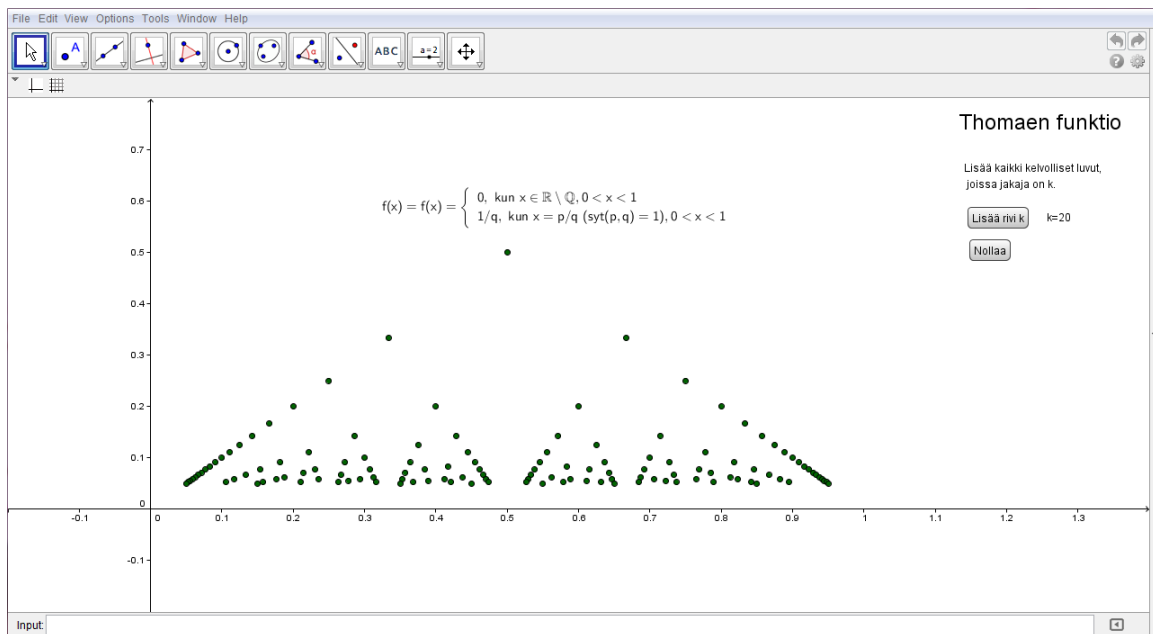 File Edit View Options Tools Window Help
A
α
ABC
a=2
Thomaen funktio
Lisää kaikki kelvolliset luvut,
joissa jakaja on k.
Lisää rivi k k=20
Nollaa
f(x) = f(x) = { 0, kun x ∈ ℝ \ ℚ, 0 < x < 1
1/q, kun x = p/q (syt(p, q) = 1), 0 < x < 1
0.7
0.6
0.5
0.4
0.3
0.2
0.1
0
-0.1 0 0.1 0.2 0.3 0.4 0.5 0.6 0.7 0.8 0.9 1 1.1 1.2 1.3
-0.1
Input: